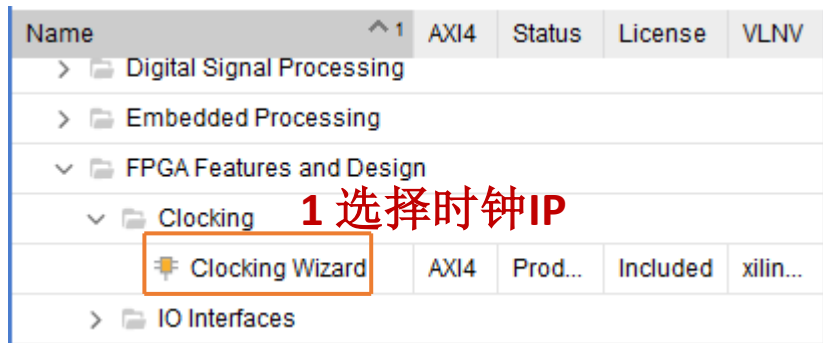 Name 1 AXI4 Status License VLNV
Digital Signal Processing
Embedded Processing
FPGA Features and Design
Clocking 1 选择时钟IP
Clocking Wizard AXI4 Prod... Included xilin...
IO Interfaces